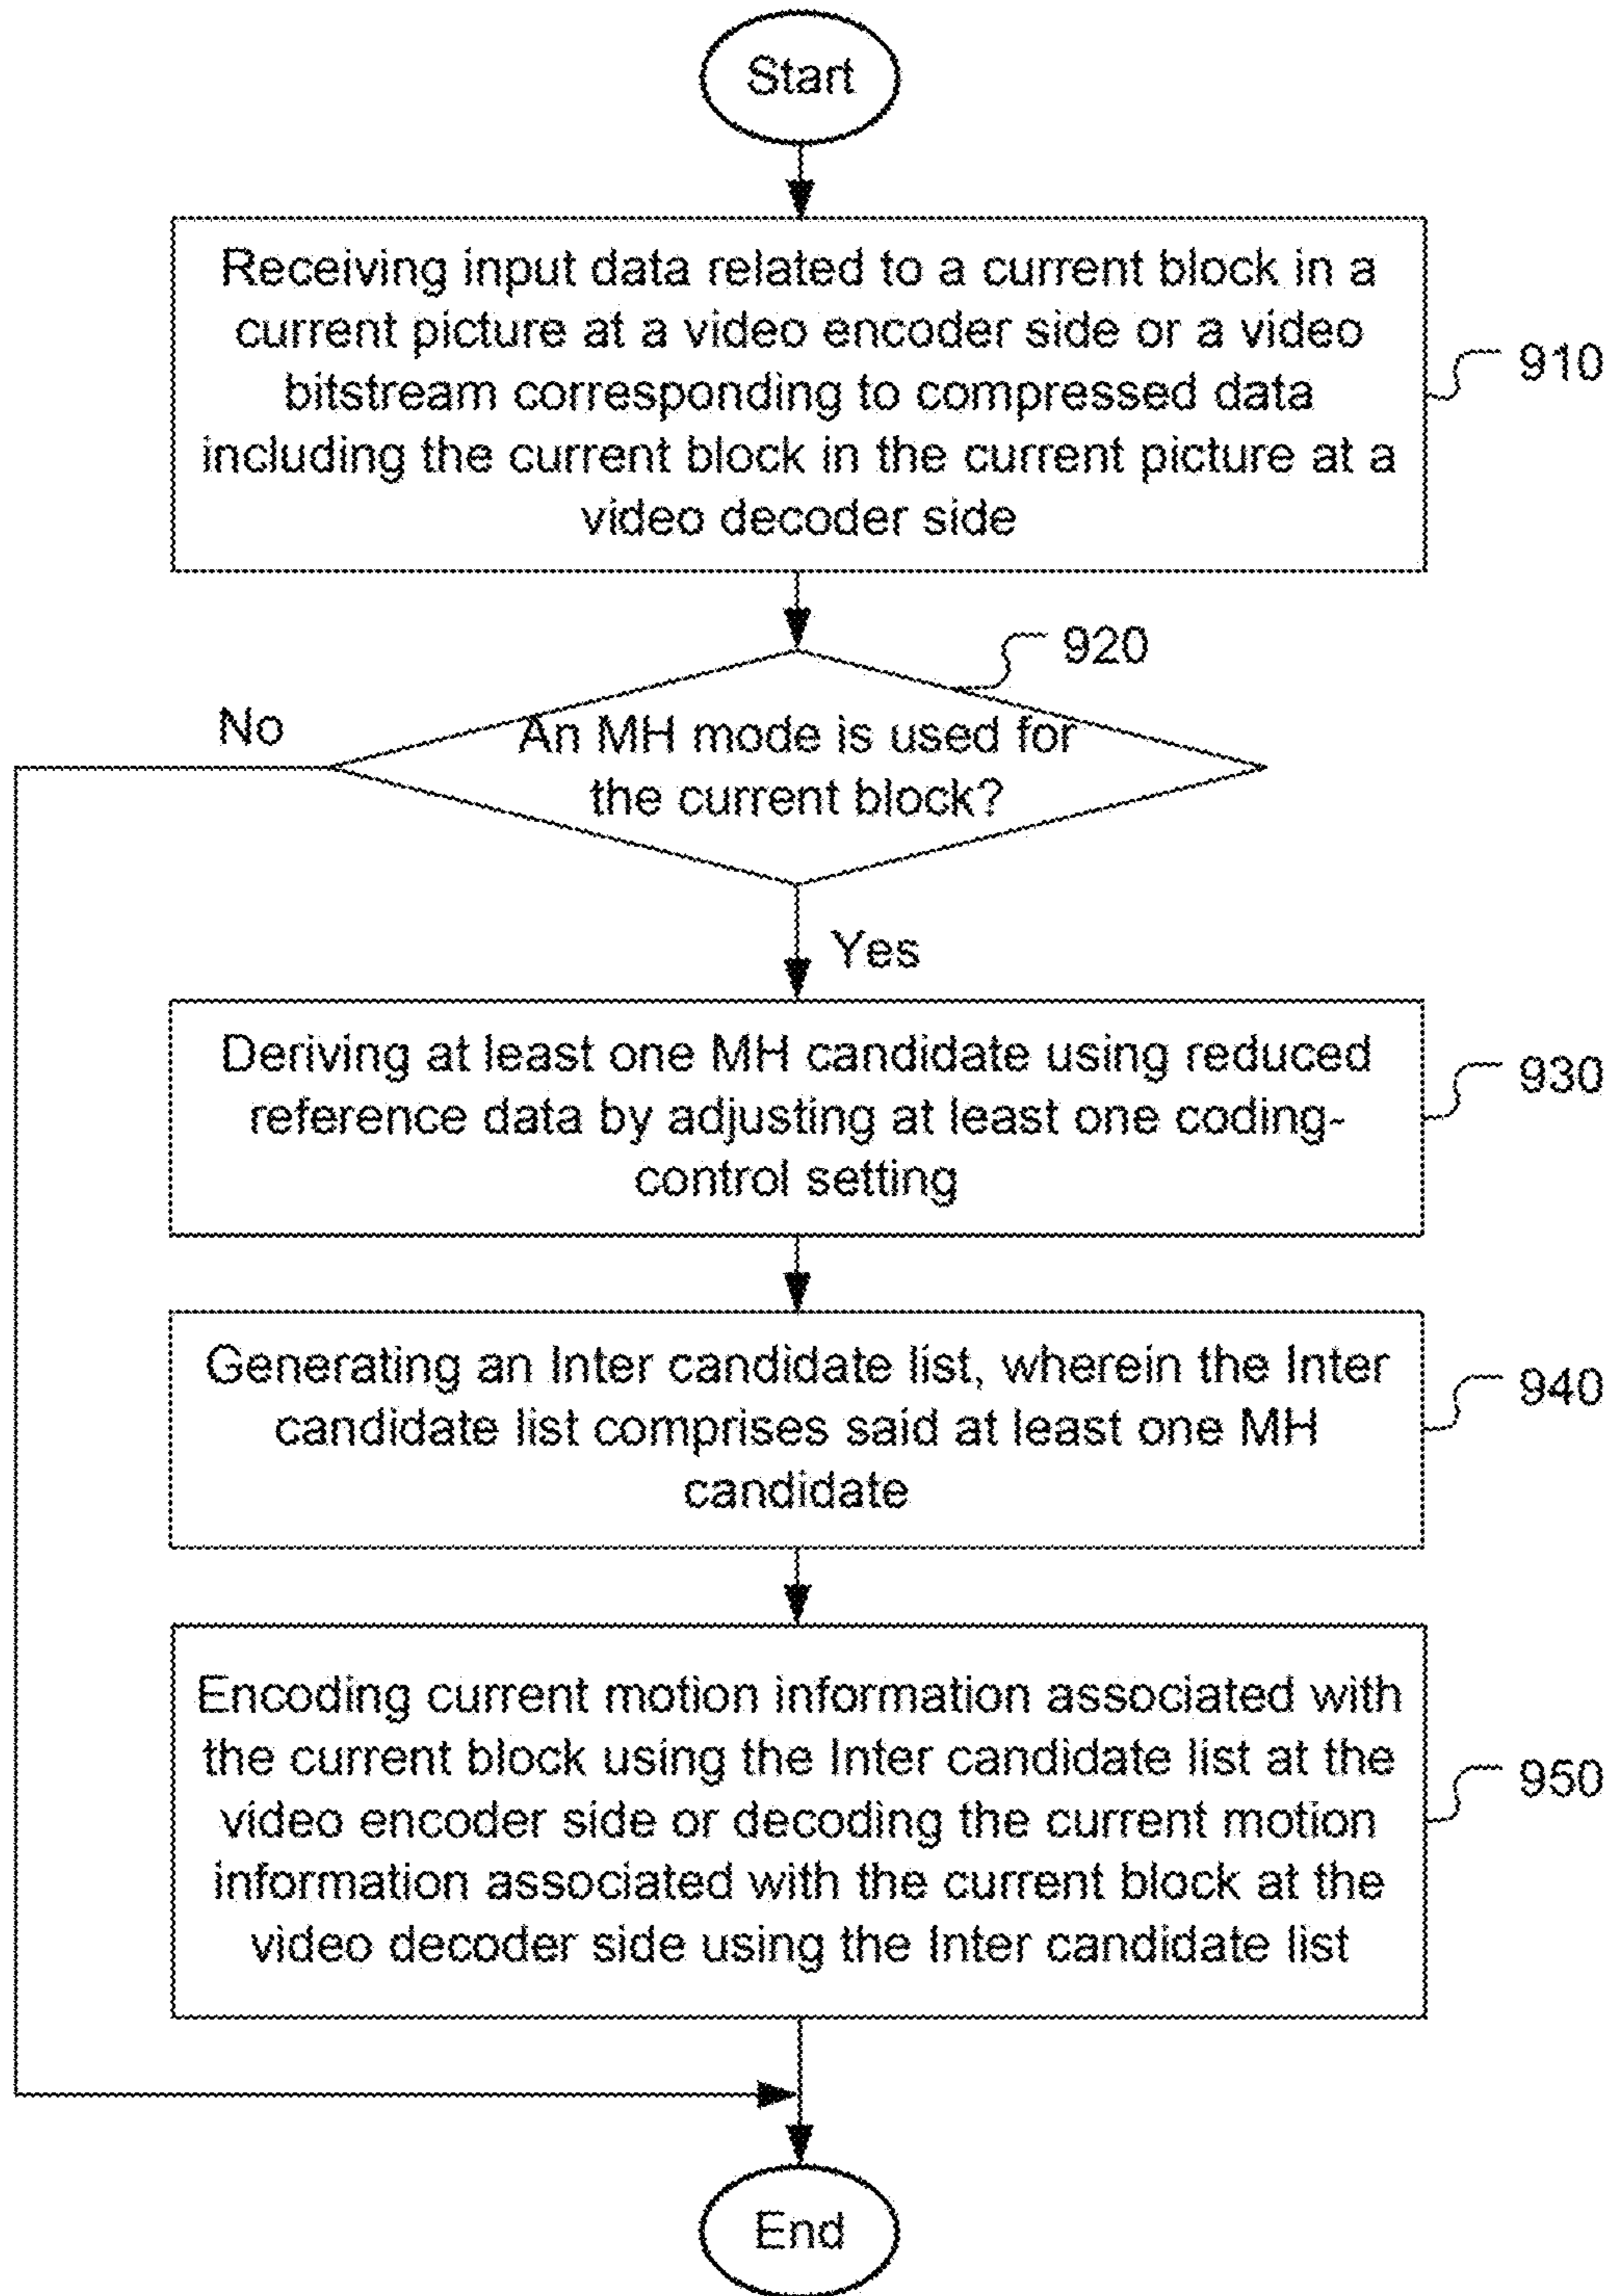 Start
Receiving input data related to a current block in a
current picture at a video encoder side or a video
bitstream corresponding to compressed data
including the current block in the current picture at a
video decoder side
910
920
No
An MH mode is used for
the current block?
Yes
Deriving at least one MH candidate using reduced
reference data by adjusting at least one coding-
control setting
930
Generating an Inter candidate list, wherein the Inter
candidate list comprises said at least one MH
candidate
940
Encoding current motion information associated with
the current block using the Inter candidate list at the
video encoder side or decoding the current motion
information associated with the current block at the
video decoder side using the Inter candidate list
950
End